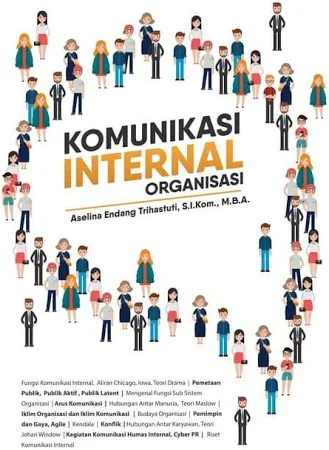 KOMUNIKASI
INTERNAL
ORGANISASI
Aselina Endang Trihastuti, S.I.Kom., M.B.A.
Fungsi Komunikasi Internal, Aliran Chicago, Iowa, Teori Drama | Pemetaan
Publik, Publik Aktif , Publik Latent | Mengenal Fungsi Sub Sistem
Organisasi | Arus Komunikasi | Hubungan Antar Manusia, Teori Maslow |
Iklim Organisasi dan Iklim Komunikasi | Budaya Organisasi | Pemimpin
dan Gaya, Agile | Kendala | Konflik | Hubungan Antar Karyawan, Teori
Johari Window | Kegiatan Komunikasi Humas Internal, Cyber PR | Riset
Komunikasi Internal |